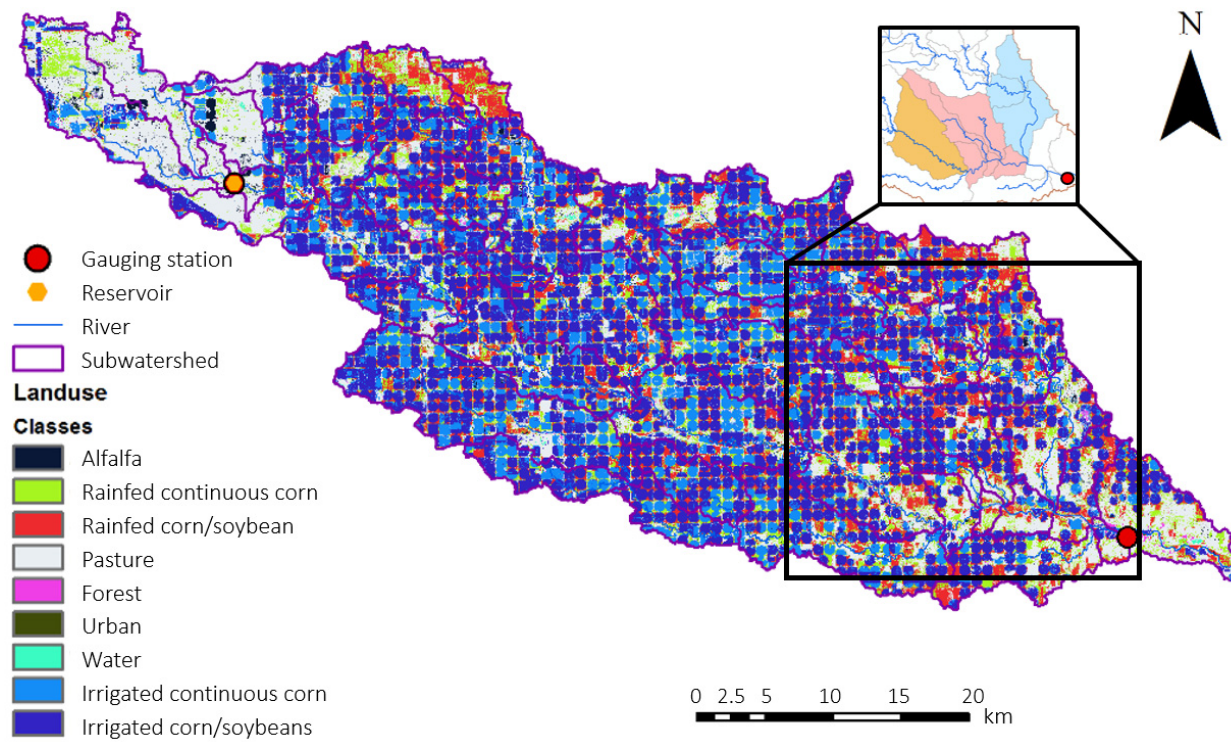 N
Gauging station
Reservoir
River
Subwatershed
Landuse
Classes
Alfalfa
Rainfed continuous corn
Rainfed corn/soybean
Pasture
Forest
Urban
Water
Irrigated continuous corn
Irrigated corn/soybeans
0 2.5 5 10 15 20
km